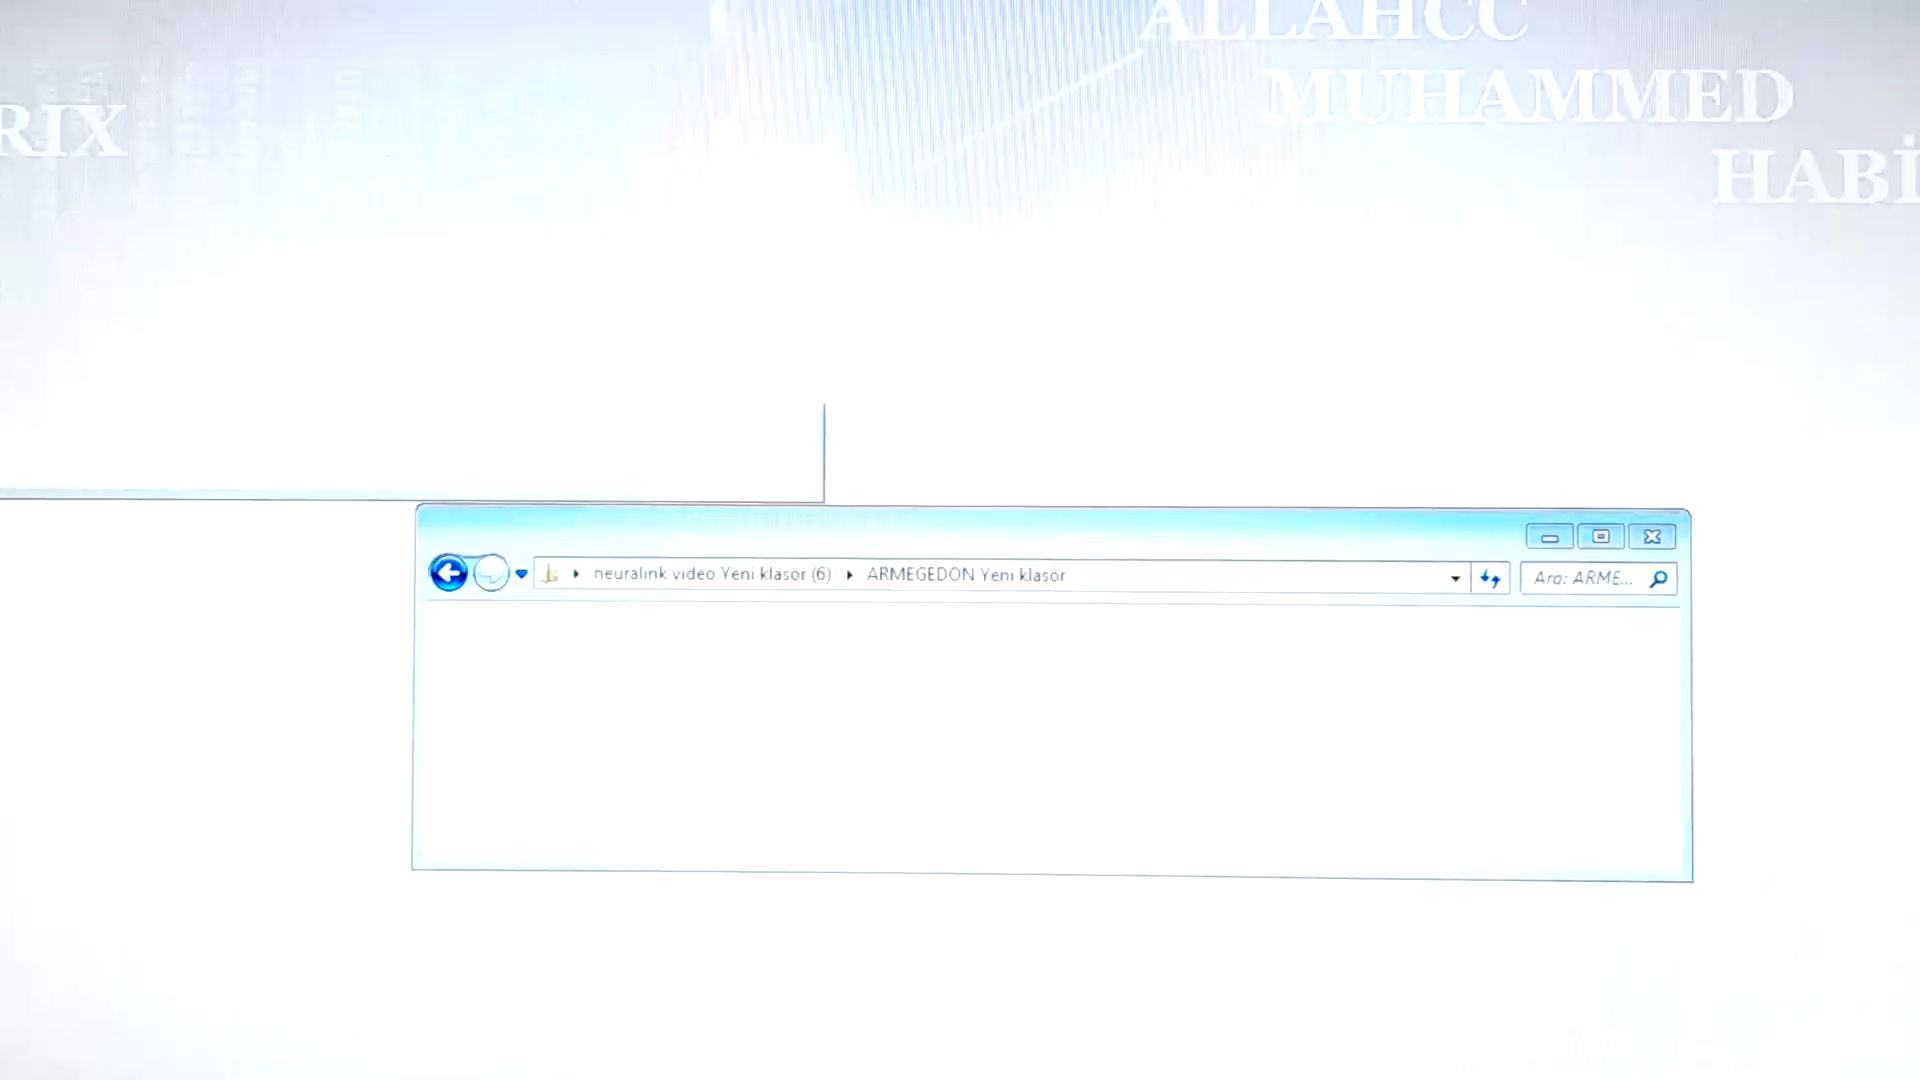 ALLAHCC
MUHAMMED
RIX
HABİ
neuralink video Yeni klasör (6) ARMEGEDON Yeni klasör
Ara: ARME...